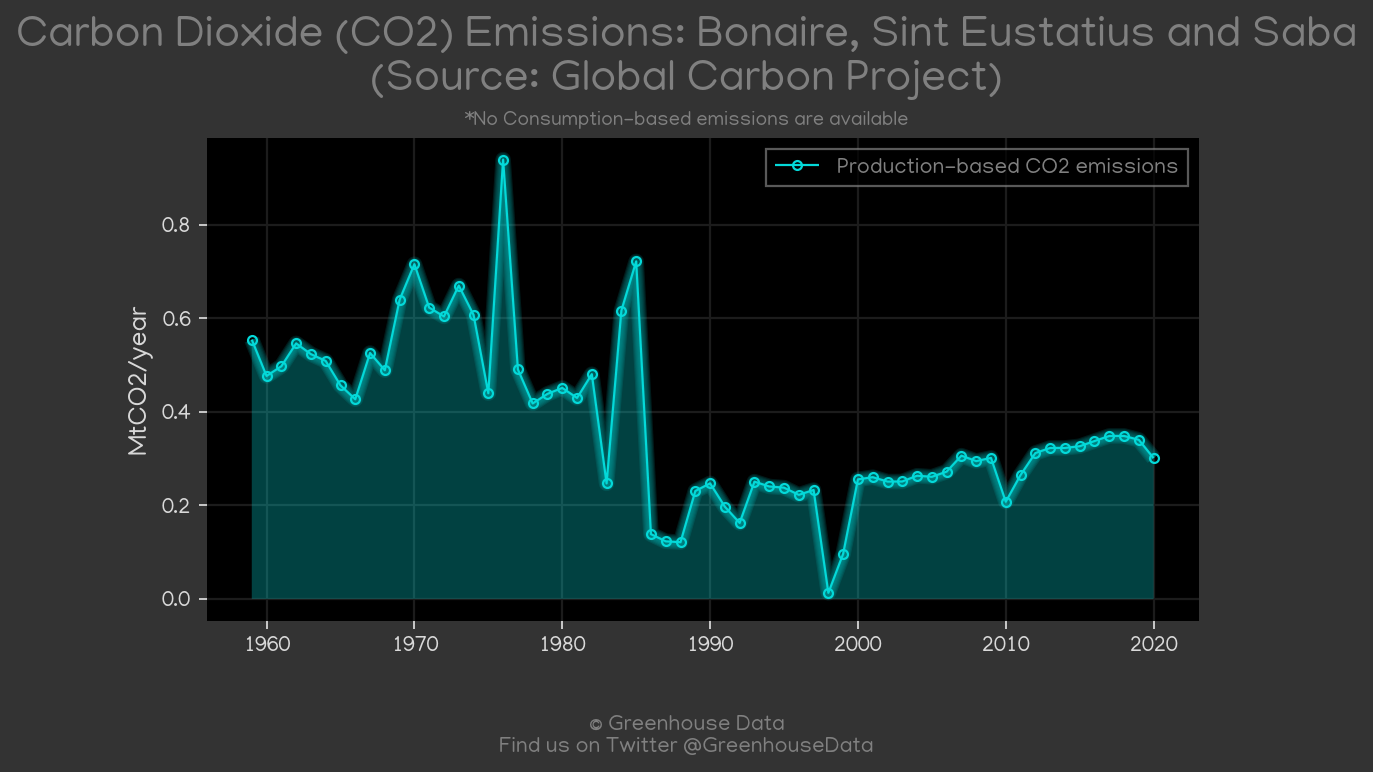 Carbon Dioxide (CO2) Emissions: Bonaire, Sint Eustatius and Saba
(Source: Global Carbon Project)
*No Consumption-based emissions are available
Production-based CO2 emissions
MtCO2/year
0.8
0.6
0.4
0.2
0.0
1960 1970 1980 1990 2000 2010 2020
© Greenhouse Data
Find us on Twitter @GreenhouseData